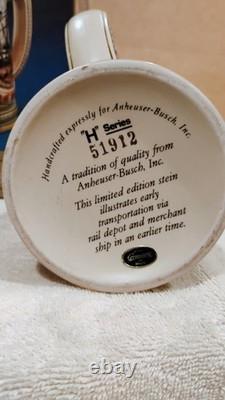 Handcrafted expressly for Anheuser-Busch, Inc.
"H" Series
51912
A tradition of quality from
Anheuser-Busch, Inc.
This limited edition stein
illustrates early
transportation via
rail depot and merchant
ship in an earlier time.
© ebay